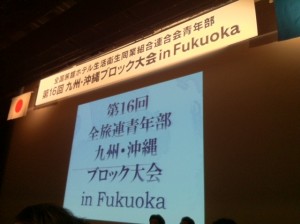 全国旅館ホテル生活衛生同業組合連合会青年部
第16回 九州・沖縄ブロック大会 in Fukuoka
第16回
全旅連青年部
九州・沖縄
ブロック大会
in Fukuoka